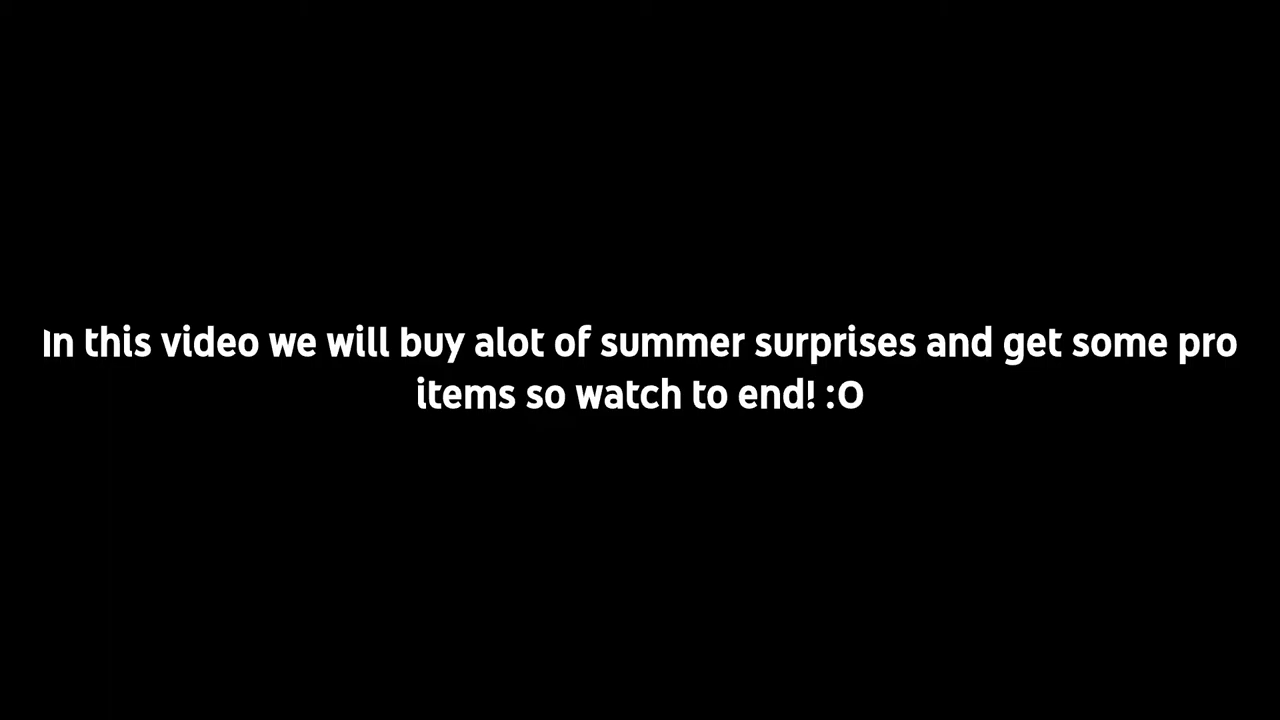 In this video we will buy alot of summer surprises and get some pro
items so watch to end! :O